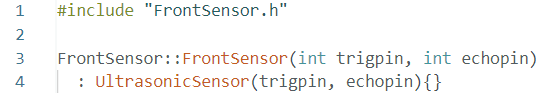 1 #include "FrontSensor.h"
2
3 FrontSensor::FrontSensor(int trigpin, int echopin)
4   : UltrasonicSensor(trigpin, echopin){}